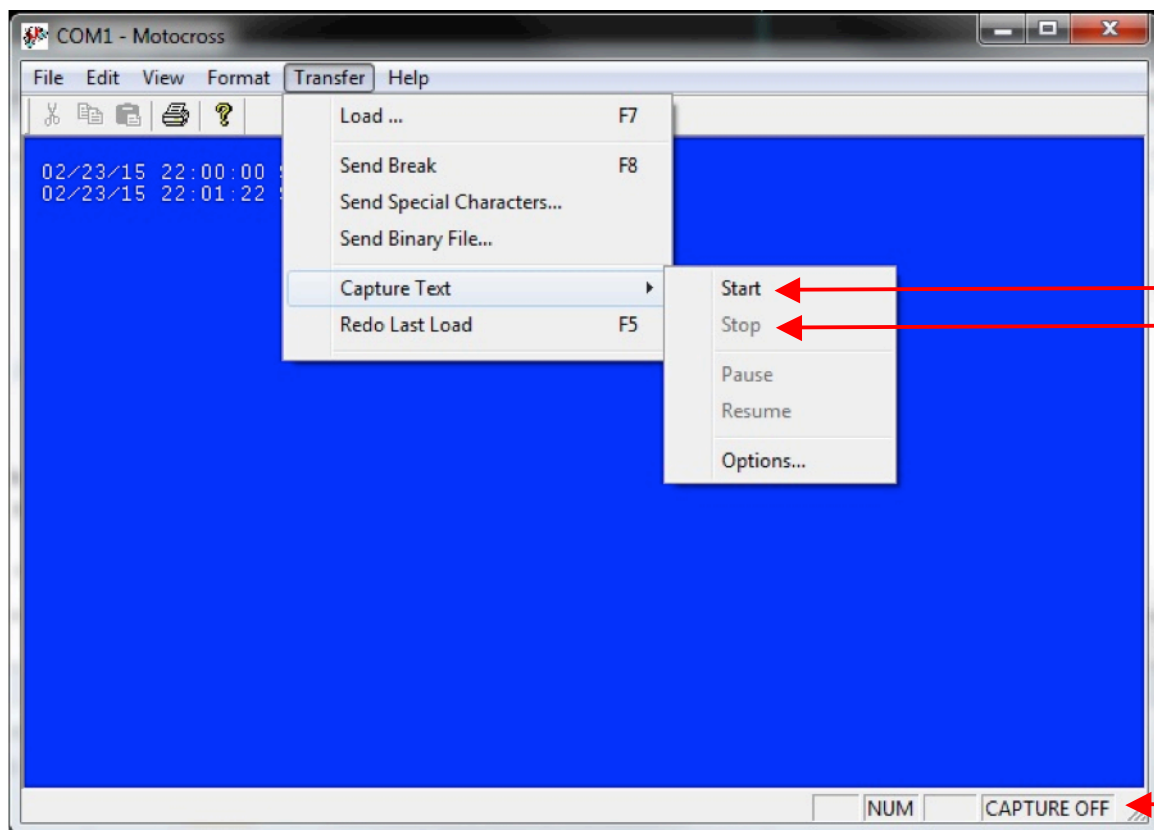 COM1 - Motocross
File Edit View Format Transfer Help
Load ... F7
02/23/15 22:00:00
Send Break F8
02/23/15 22:01:22
Send Special Characters...
Send Binary File...
Capture Text
Start
Redo Last Load F5
Stop
Pause
Resume
Options...
NUM CAPTURE OFF